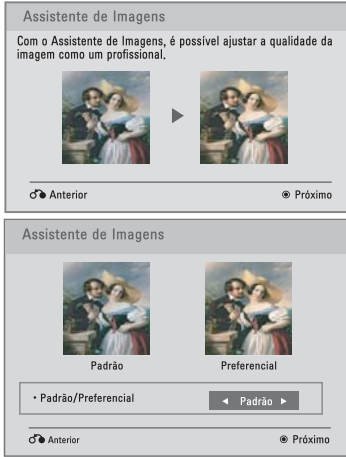 Assistente de Imagens
Com o Assistente de Imagens, é possível ajustar a qualidade da
imagem como um profissional.
Anterior
Próximo
Assistente de Imagens
Padrão
Preferencial
• Padrão/Preferencial
◄ Padrão ►
Anterior
Próximo